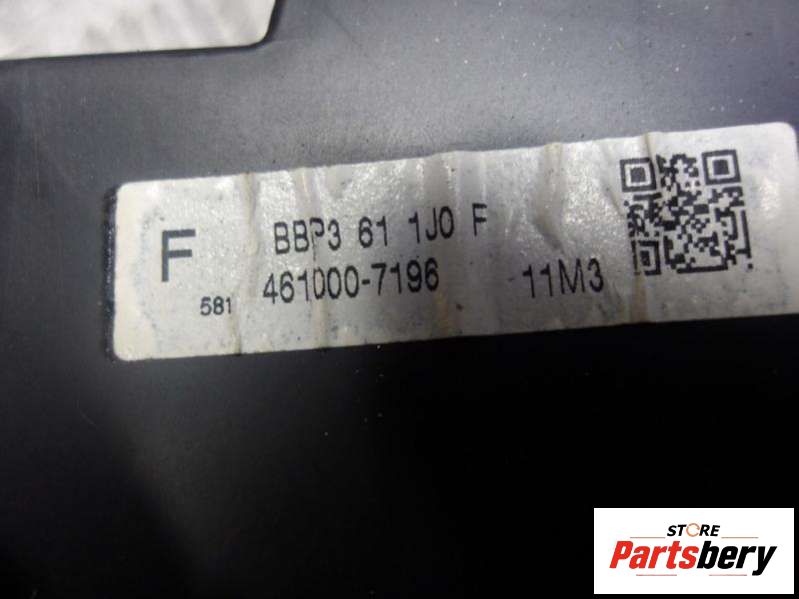 F
BBP3 61 1J0 F
581
461000-7196
11M3
STORE
Partsbery